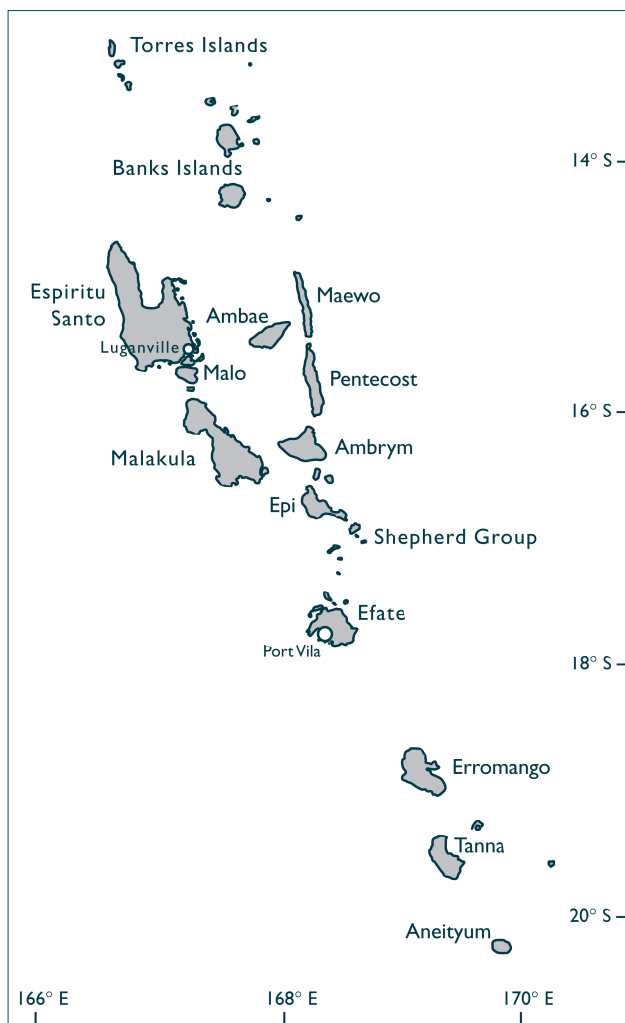 Torres Islands
14° S
Banks Islands
Espiritu
Santo
Maewo
Ambae
Luganville
Malo
Pentecost
16° S
Ambrym
Malakula
Epi
Shepherd Group
Efate
Port Vila
18° S
Erromango
Tanna
20° S
Aneityum
166° E
168° E
170° E